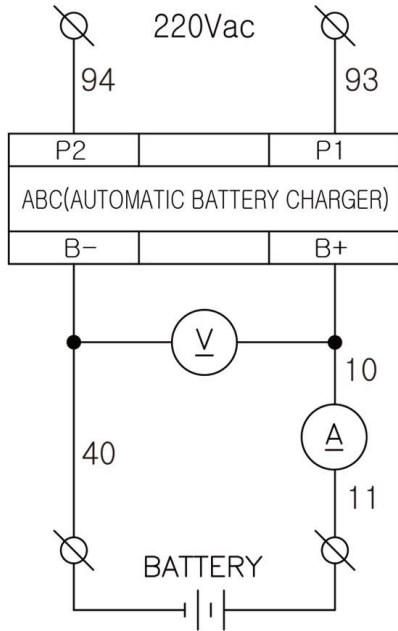 220Vac
94 93
P2 P1
ABC(AUTOMATIC BATTERY CHARGER)
B- B+
V
10
A
40
11
BATTERY